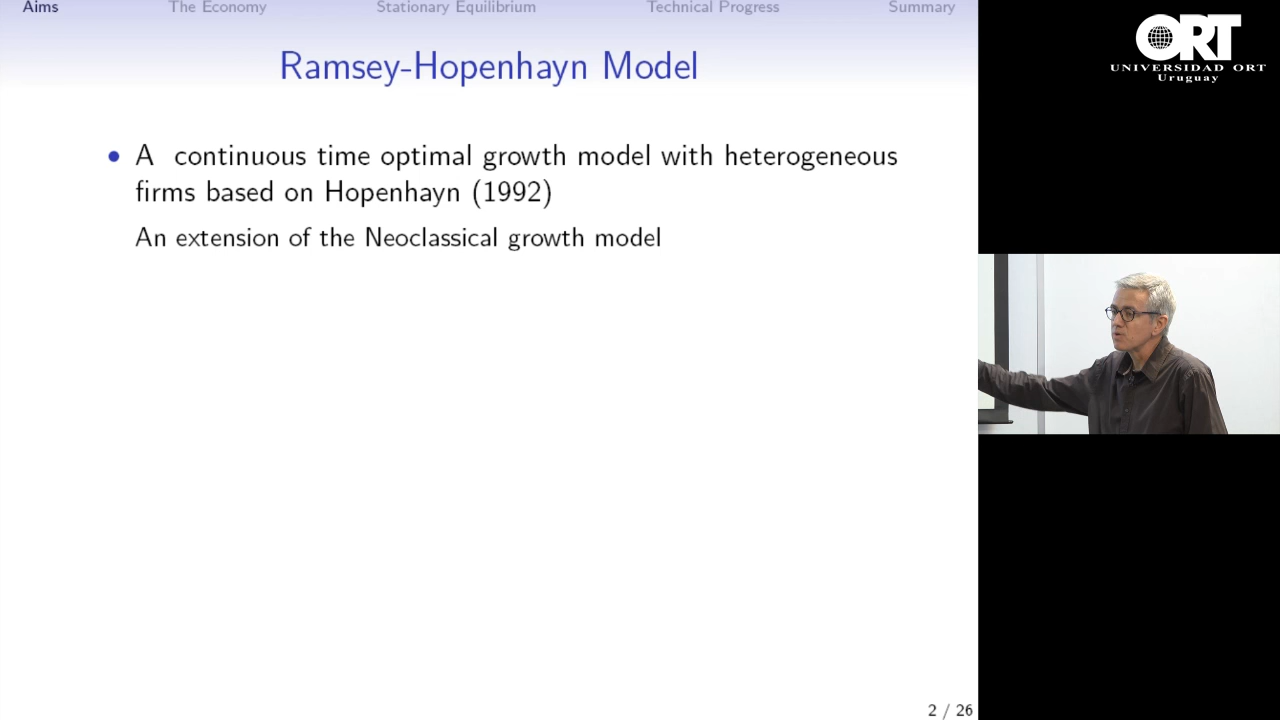 Aims The Economy Stationary Equilibrium Technical Progress Summary
Ramsey-Hopenhayn Model
• A continuous time optimal growth model with heterogeneous
firms based on Hopenhayn (1992)
An extension of the Neoclassical growth model
2 / 26
ORT
UNIVERSIDAD ORT
Uruguay